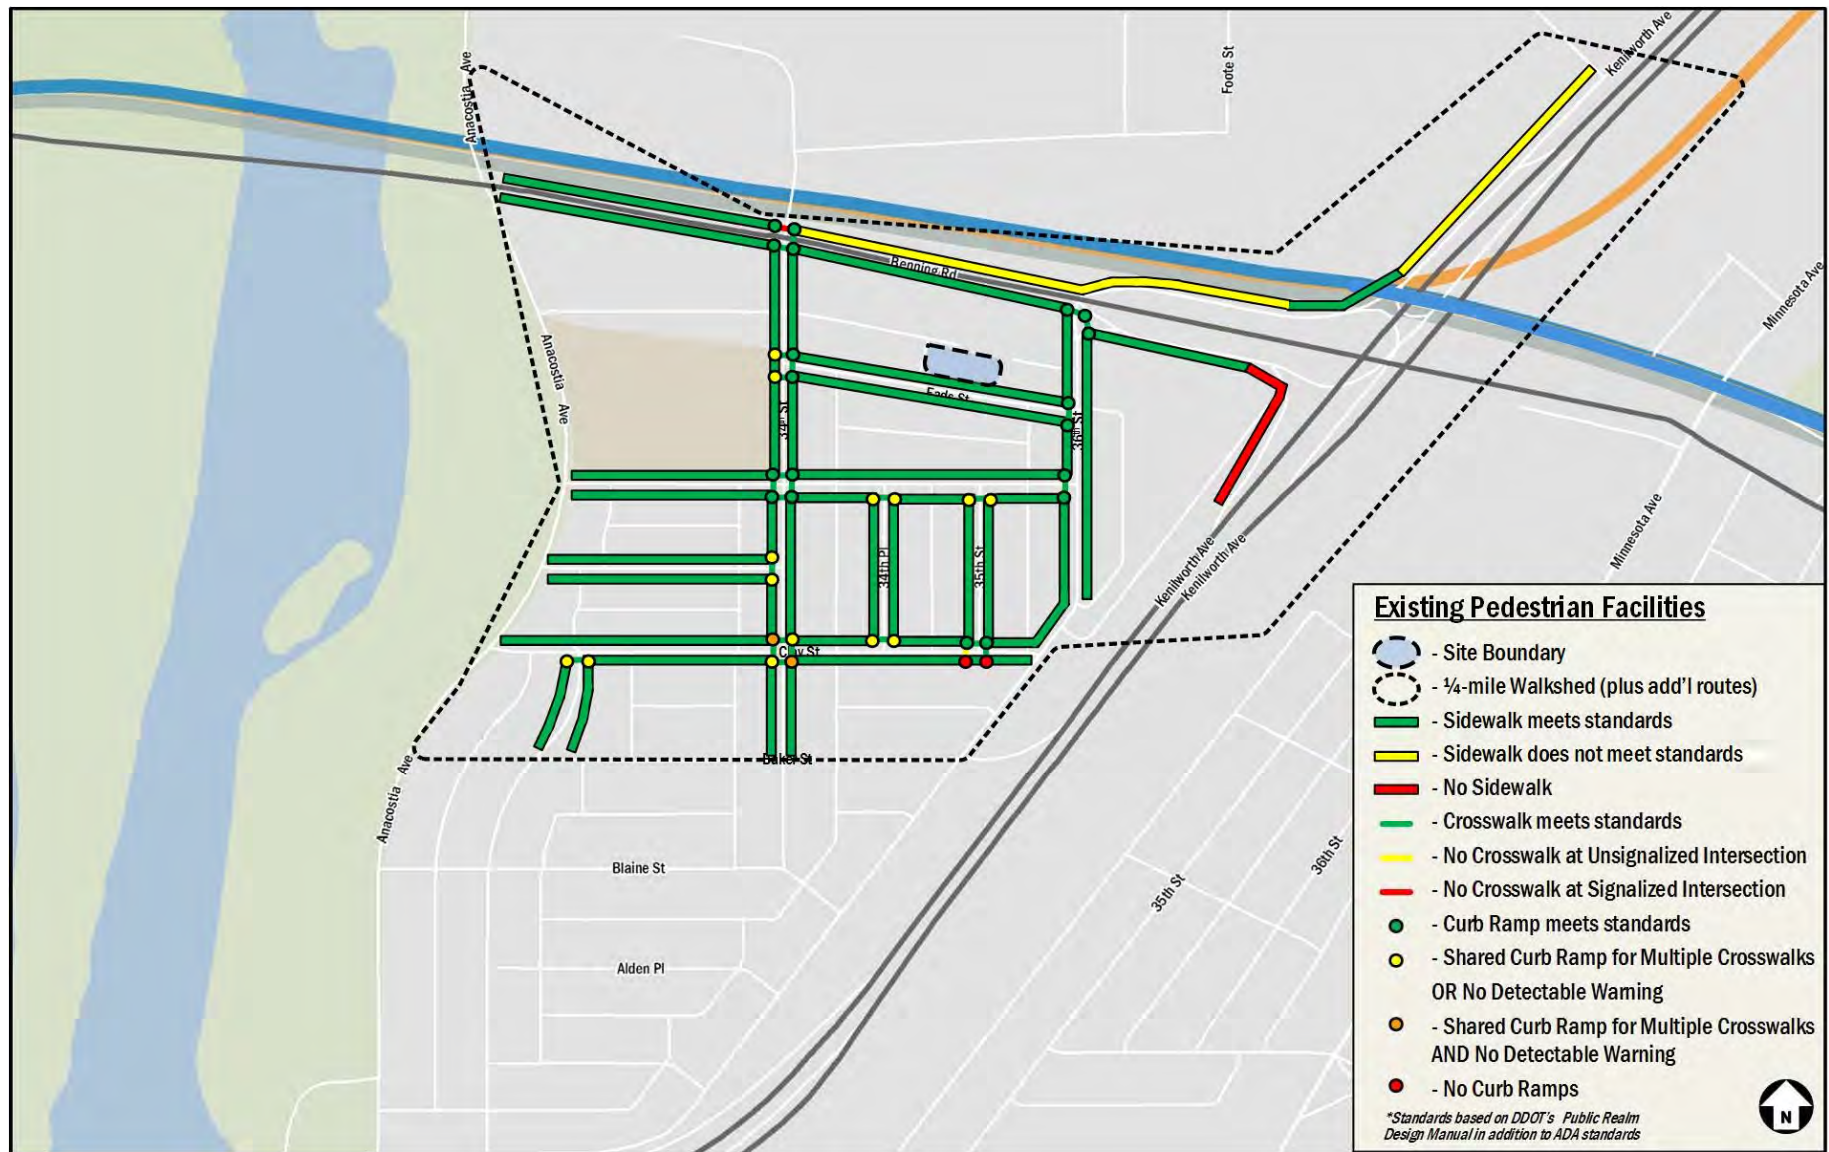 Kenilworth Ave
Foote St
Anacostia Ave
Benning Rd
Minnesota Ave
Anacostia Ave
Eads St
34th St
36th St
Minnesota Ave
34th Pl
35th St
Kenilworth Ave
Kenilworth Ave
Clay St
Baker St
Anacostia Ave
Blaine St
36th St
35th St
Alden Pl
Existing Pedestrian Facilities
- Site Boundary
- ¼-mile Walkshed (plus add'l routes)
- Sidewalk meets standards
- Sidewalk does not meet standards
- No Sidewalk
- Crosswalk meets standards
- No Crosswalk at Unsignalized Intersection
- No Crosswalk at Signalized Intersection
- Curb Ramp meets standards
- Shared Curb Ramp for Multiple Crosswalks
OR No Detectable Warning
- Shared Curb Ramp for Multiple Crosswalks
AND No Detectable Warning
- No Curb Ramps
*Standards based on DDOT's Public Realm
Design Manual in addition to ADA standards
N